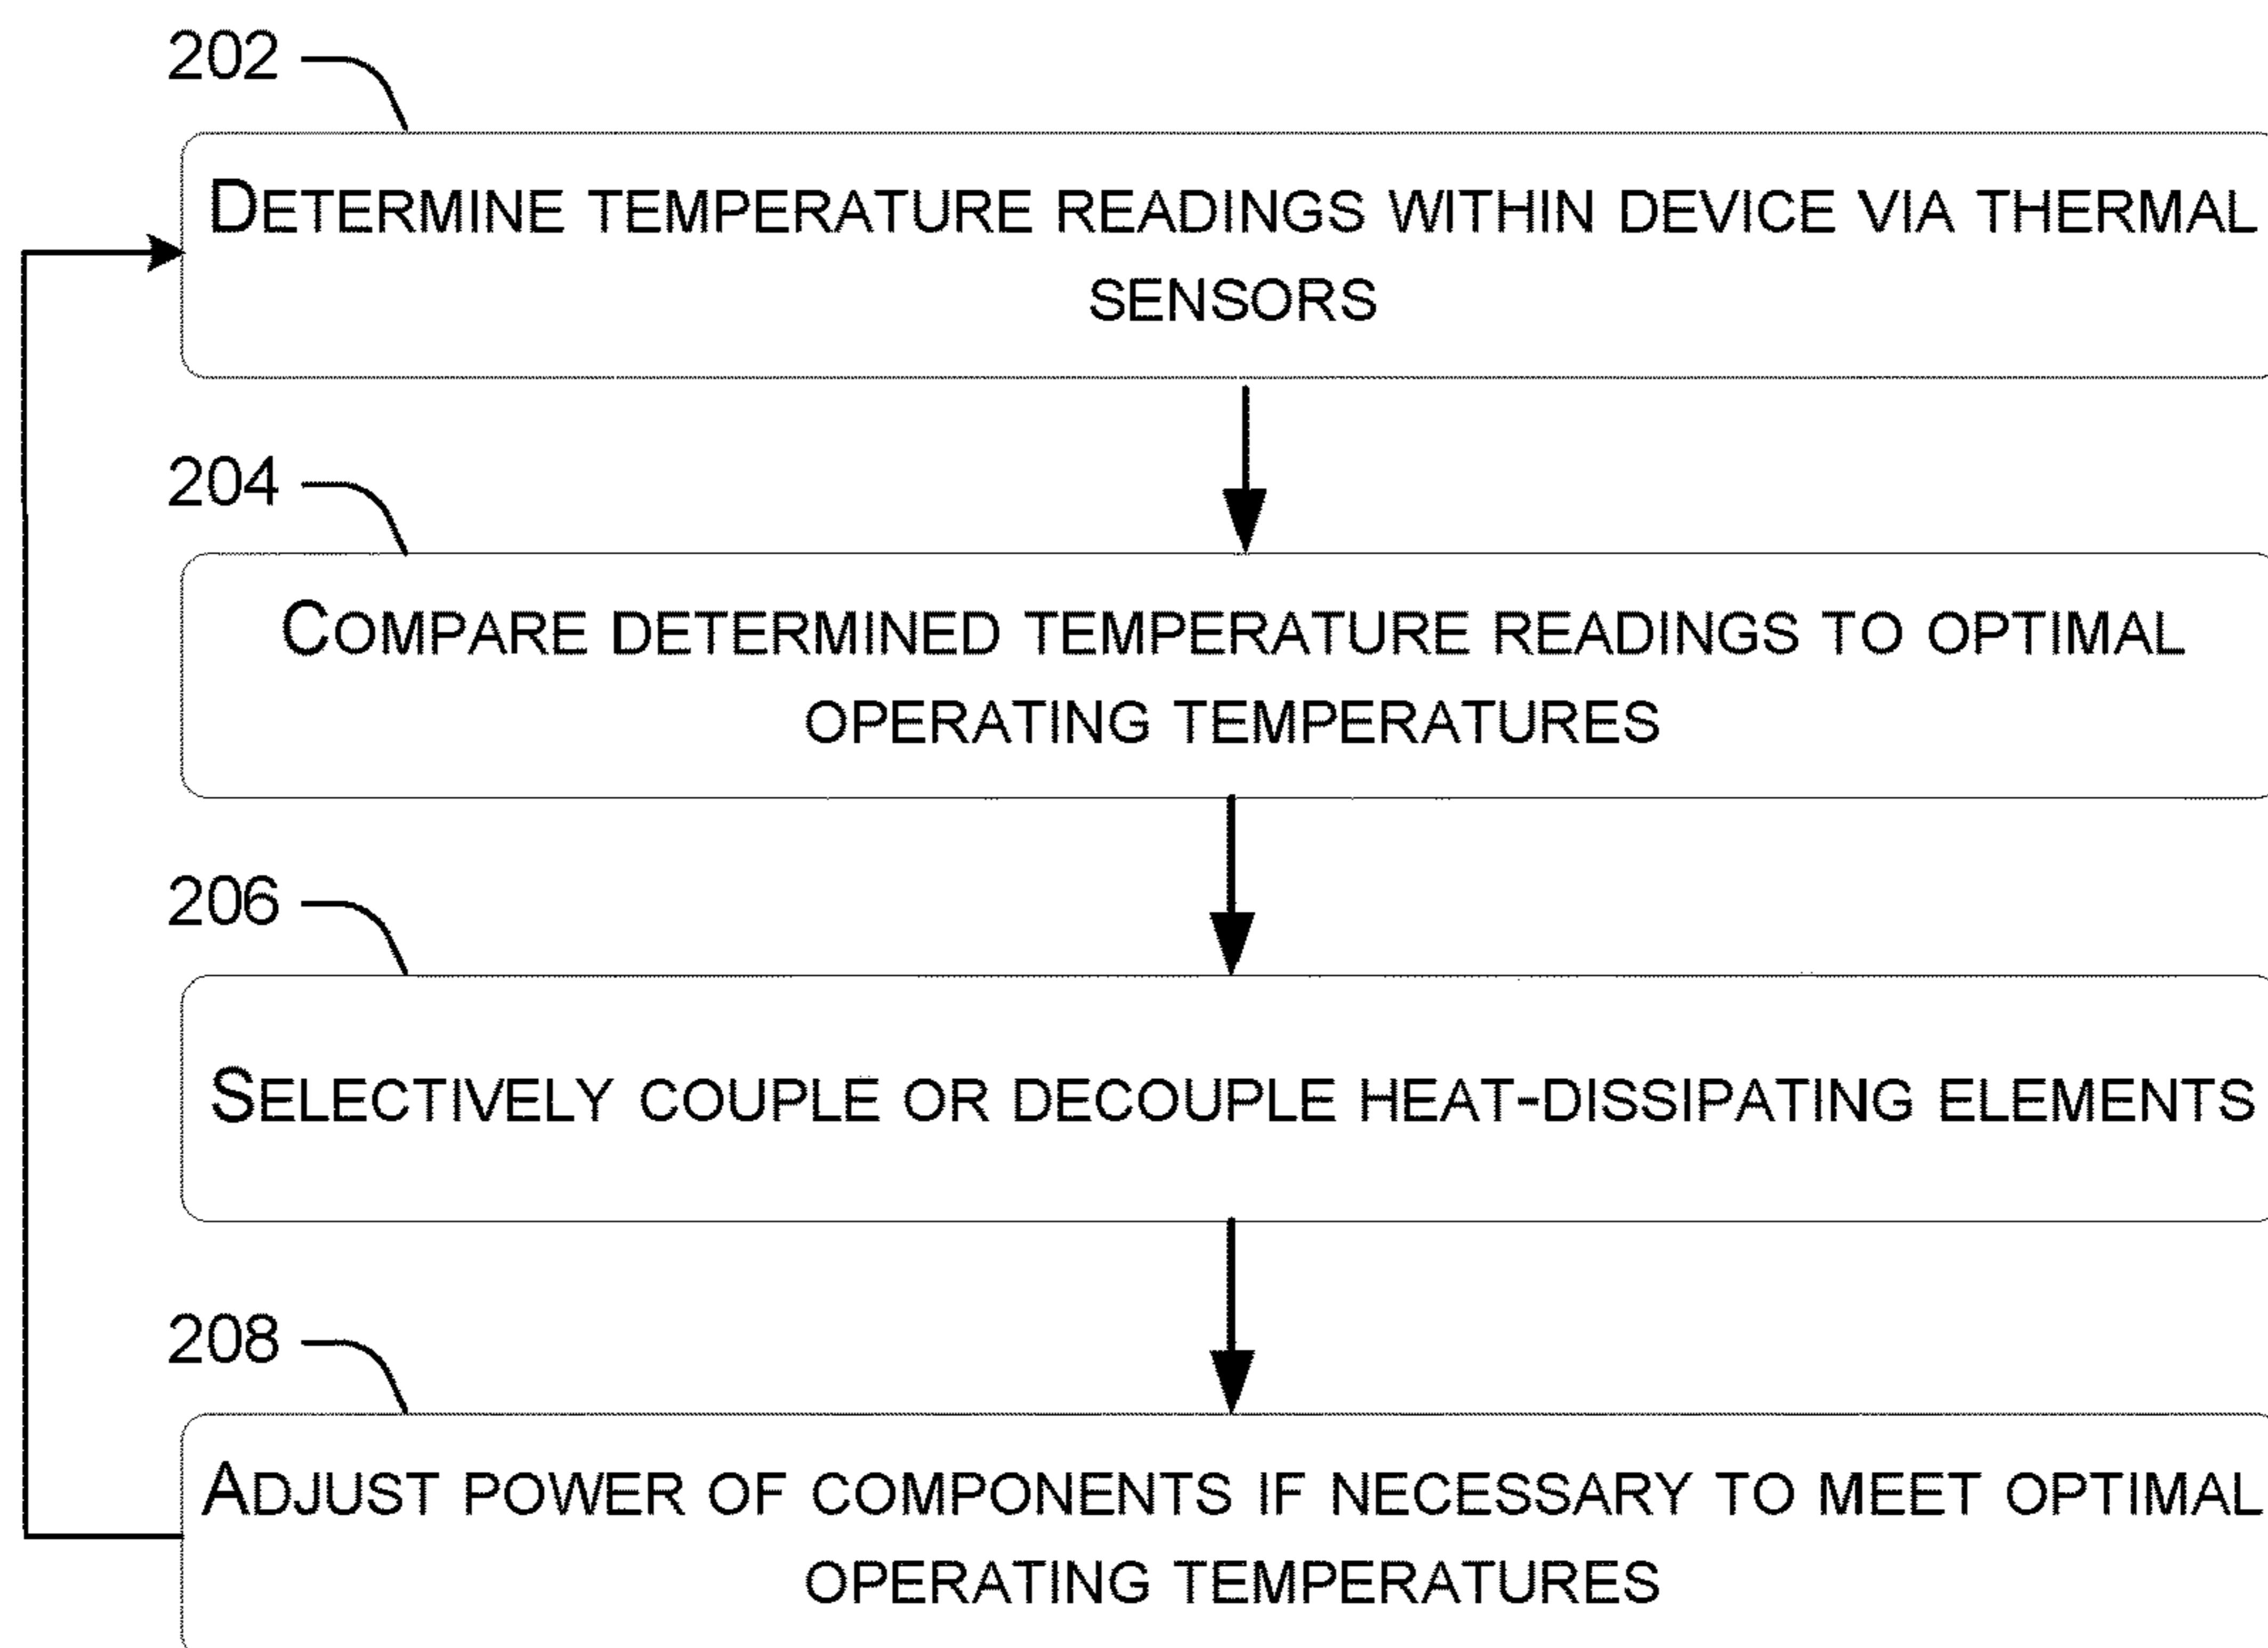 202
DETERMINE TEMPERATURE READINGS WITHIN DEVICE VIA THERMAL
SENSORS
204
COMPARE DETERMINED TEMPERATURE READINGS TO OPTIMAL
OPERATING TEMPERATURES
206
SELECTIVELY COUPLE OR DECOUPLE HEAT-DISSIPATING ELEMENTS
208
ADJUST POWER OF COMPONENTS IF NECESSARY TO MEET OPTIMAL
OPERATING TEMPERATURES